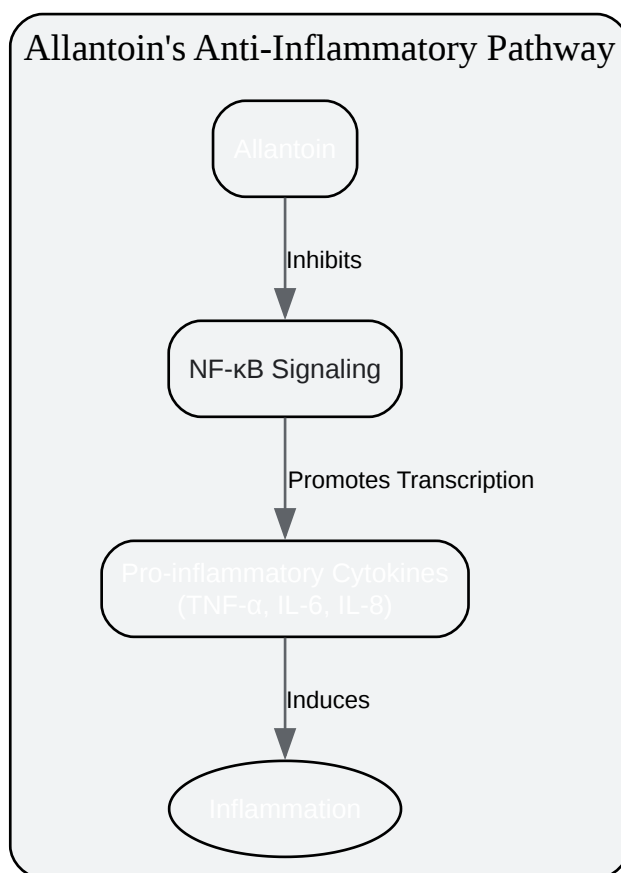 Allantoin's Anti-Inflammatory Pathway
Allantoin
Inhibits
NF-κB Signaling
Promotes Transcription
Pro-inflammatory Cytokines
(TNF-α, IL-6, IL-8)
Induces
Inflammation